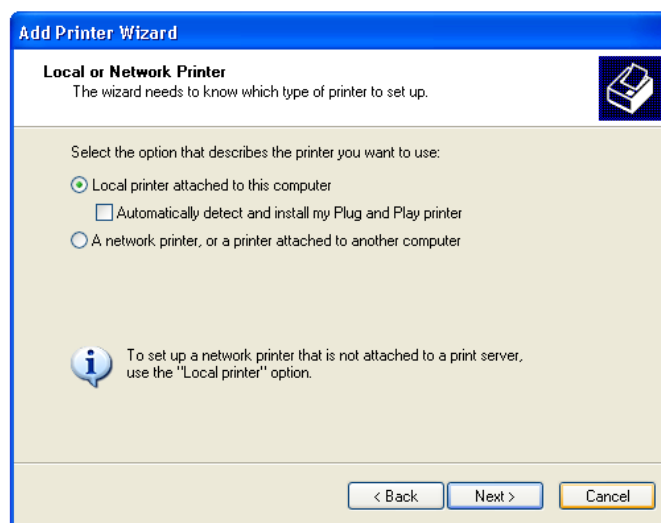 Add Printer Wizard
Local or Network Printer
The wizard needs to know which type of printer to set up.
Select the option that describes the printer you want to use:
Local printer attached to this computer
Automatically detect and install my Plug and Play printer
A network printer, or a printer attached to another computer
To set up a network printer that is not attached to a print server,
use the "Local printer" option.
< Back Next > Cancel